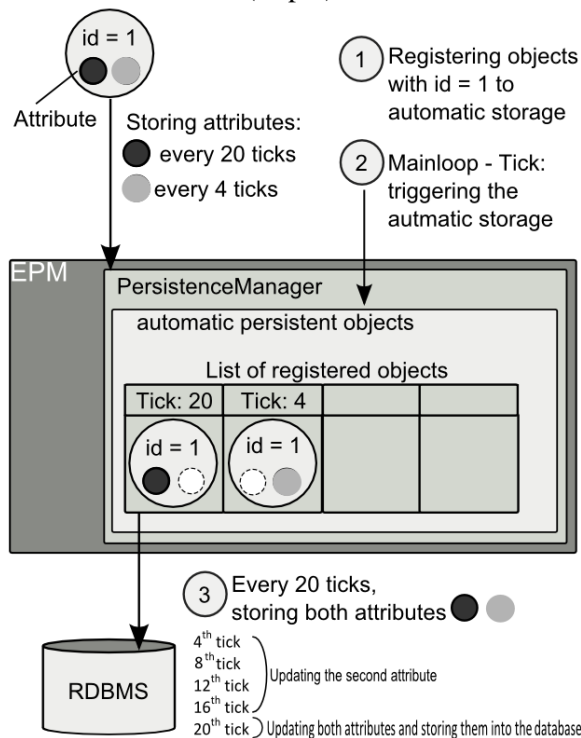 id = 1
Attribute
Storing attributes:
every 20 ticks
every 4 ticks
1
Registering objects
with id = 1 to
automatic storage
2
Mainloop - Tick:
triggering the
autmatic storage
EPM
PersistenceManager
automatic persistent objects
List of registered objects
Tick: 20 Tick: 4
id = 1 id = 1
3
Every 20 ticks,
storing both attributes
RDBMS
4th tick
8th tick
12th tick
16th tick
Updating the second attribute
20th tick Updating both attributes and storing them into the database